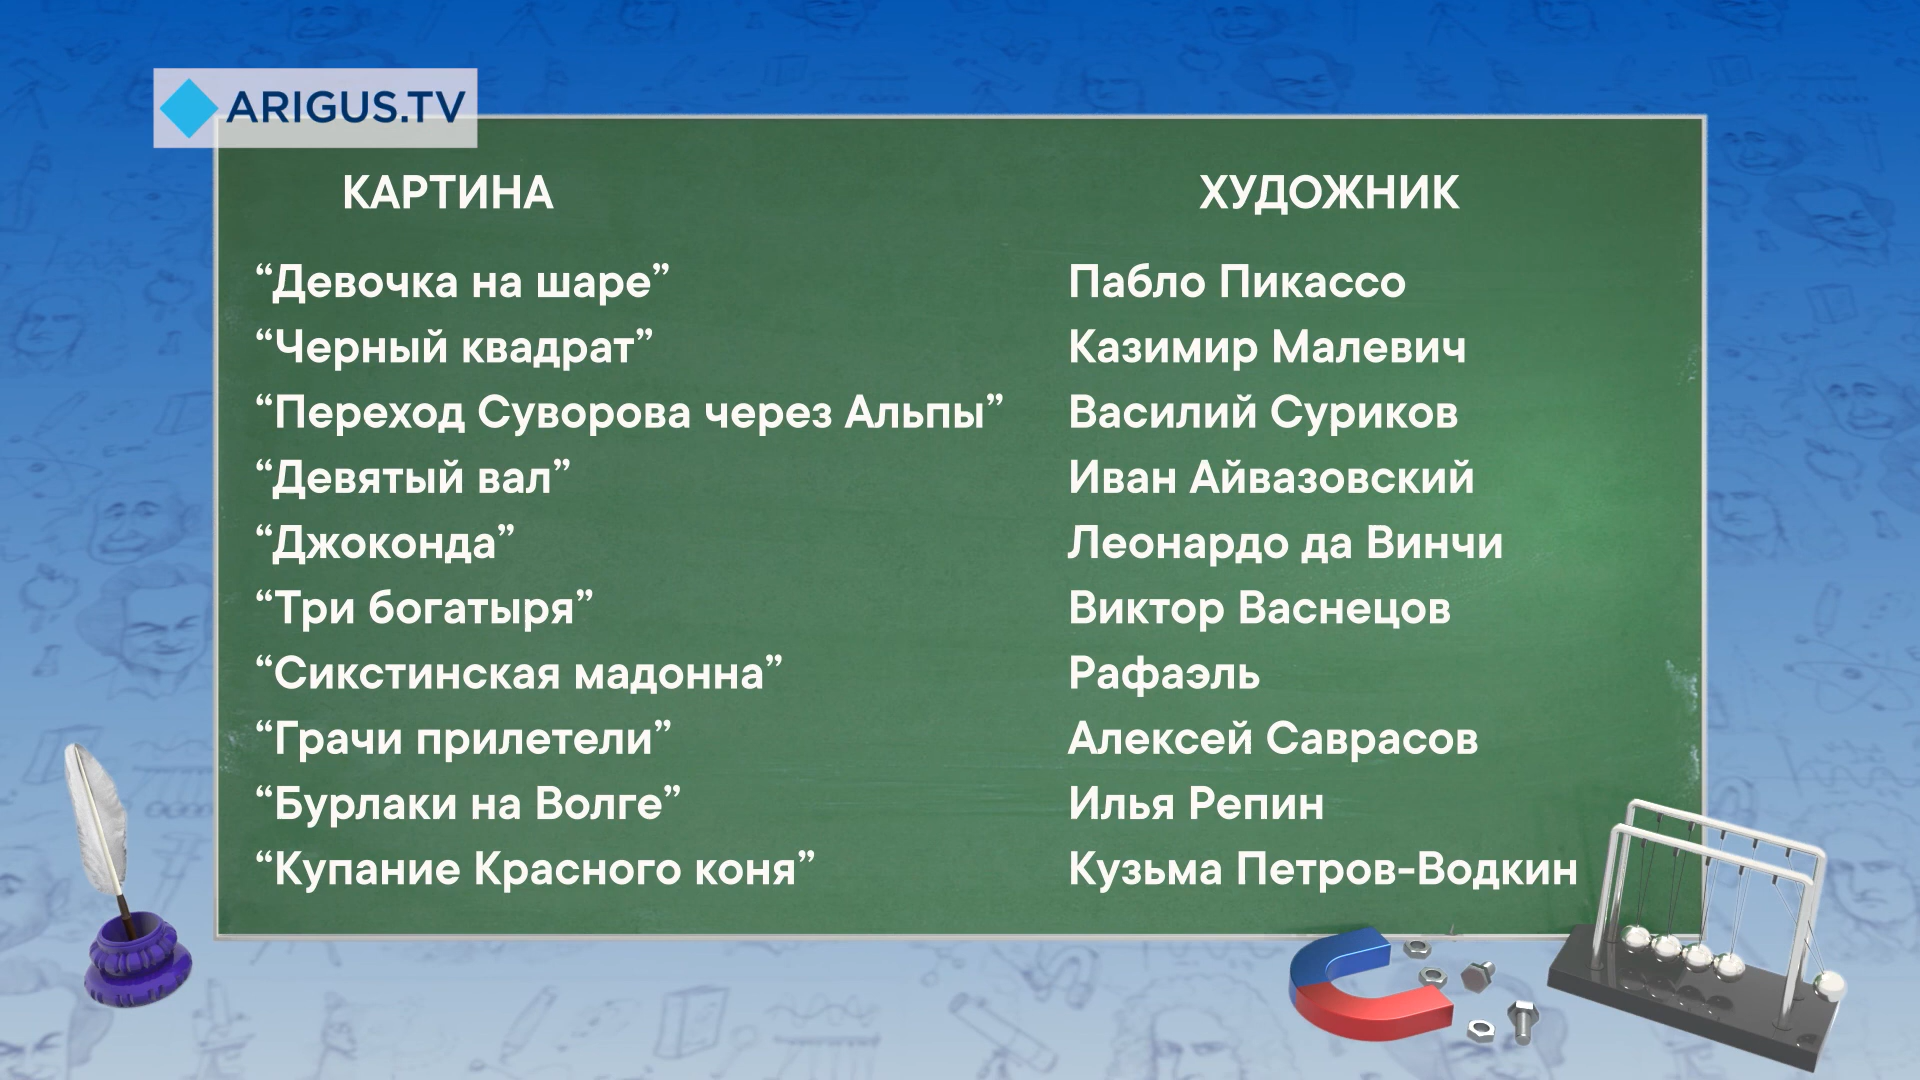 ARIGUS.TV
КАРТИНА ХУДОЖНИК
“Девочка на шаре” Пабло Пикассо
“Черный квадрат” Казимир Малевич
“Переход Суворова через Альпы” Василий Суриков
“Девятый вал” Иван Айвазовский
“Джоконда” Леонардо да Винчи
“Три богатыря” Виктор Васнецов
“Сикстинская мадонна” Рафаэль
“Грачи прилетели” Алексей Саврасов
“Бурлаки на Волге” Илья Репин
“Купание Красного коня” Кузьма Петров-Водкин